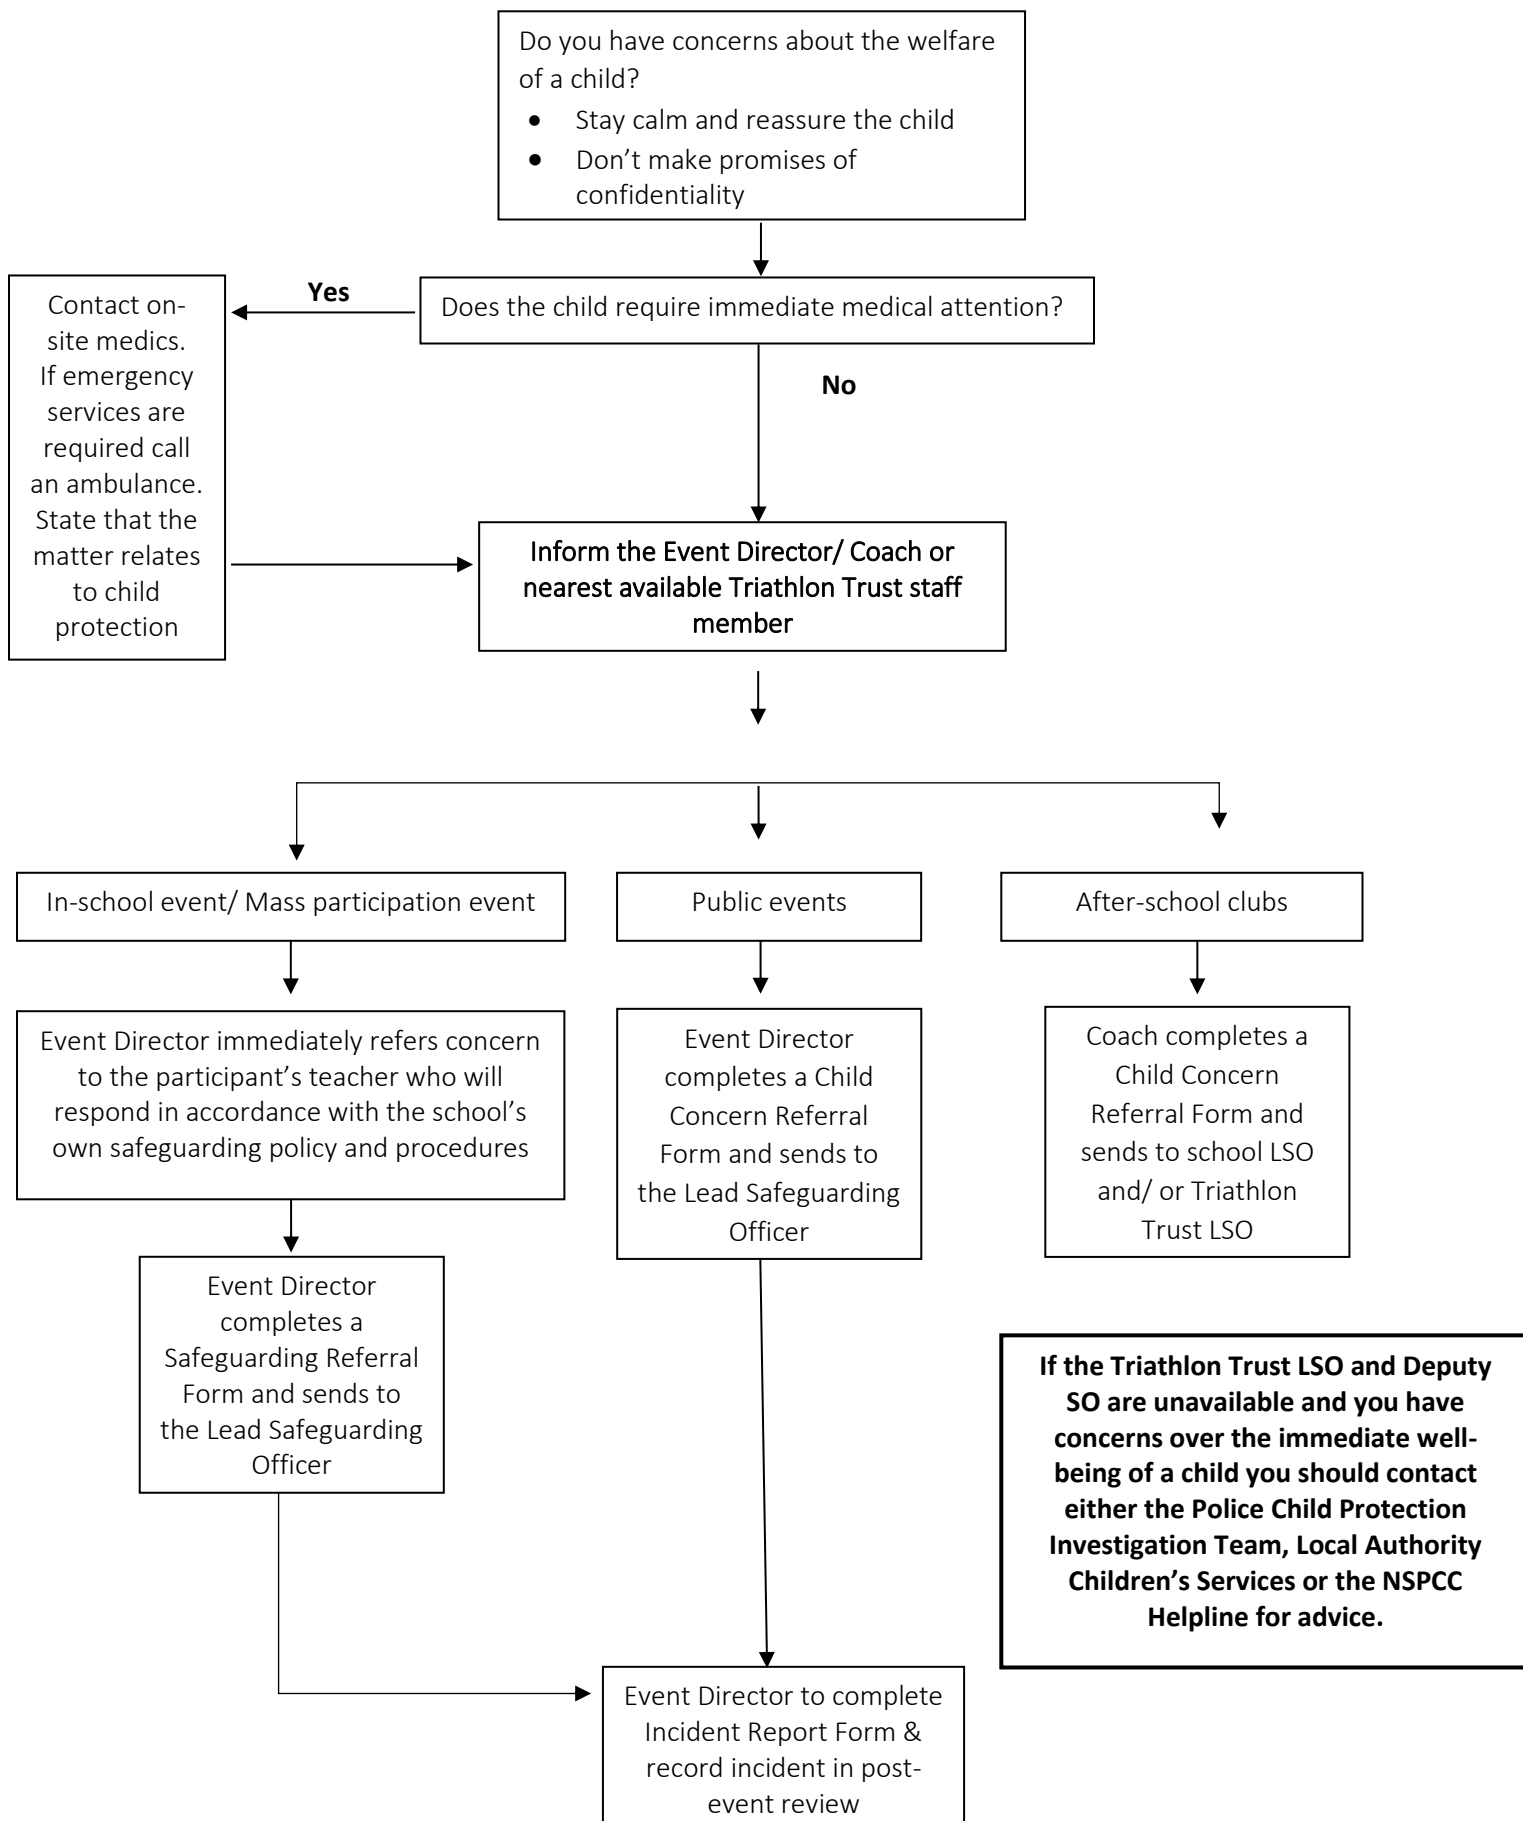 Do you have concerns about the welfare
of a child?
• Stay calm and reassure the child
• Don’t make promises of
confidentiality
Yes
Does the child require immediate medical attention?
Contact on-
site medics.
If emergency
services are
required call
an ambulance.
State that the
matter relates
to child
protection
No
Inform the Event Director/ Coach or
nearest available Triathlon Trust staff
member
In-school event/ Mass participation event
Public events
After-school clubs
Event Director immediately refers concern
to the participant’s teacher who will
respond in accordance with the school’s
own safeguarding policy and procedures
Event Director
completes a Child
Concern Referral
Form and sends to
the Lead Safeguarding
Officer
Coach completes a
Child Concern
Referral Form and
sends to school LSO
and/ or Triathlon
Trust LSO
Event Director
completes a
Safeguarding Referral
Form and sends to
the Lead Safeguarding
Officer
If the Triathlon Trust LSO and Deputy
SO are unavailable and you have
concerns over the immediate well-
being of a child you should contact
either the Police Child Protection
Investigation Team, Local Authority
Children’s Services or the NSPCC
Helpline for advice.
Event Director to complete
Incident Report Form &
record incident in post-
event review